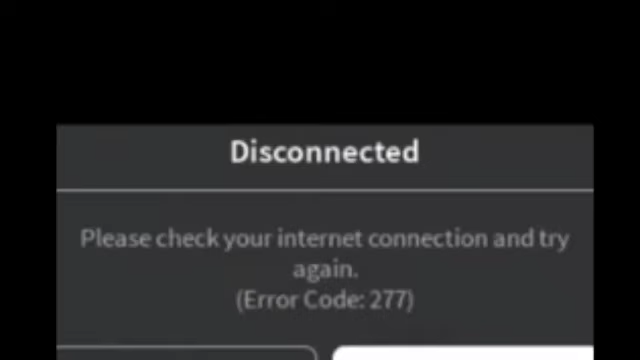 Disconnected
Please check your internet connection and try
again.
(Error Code: 277)